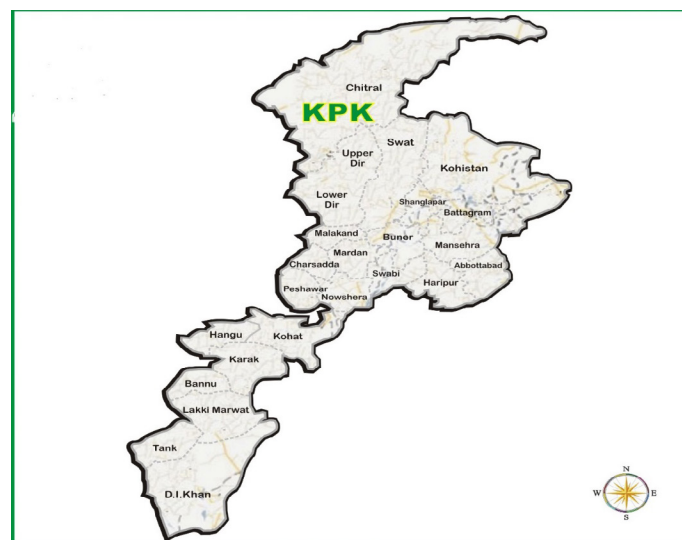 Chitral
KPK
Swat
Upper
Dir
Kohistan
Lower
Dir
Shanglapar
Battagram
Malakand
Buner
Mardan
Mansehra
Charsadda
Swabi
Abbottabad
Peshawar
Nowshera
Haripur
Hangu
Kohat
Karak
Bannu
Lakki Marwat
Tank
D.I.Khan
N
W
E
S